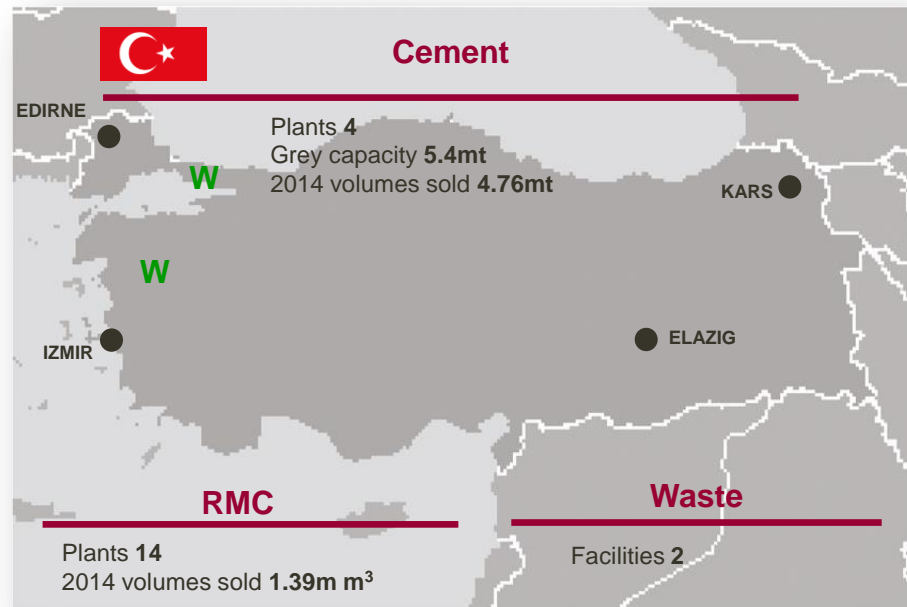 Cement
EDIRNE
Plants 4
Grey capacity 5.4mt
2014 volumes sold 4.76mt
W
KARS
W
IZMIR
ELAZIG
RMC
Plants 14
2014 volumes sold 1.39m m³
Waste
Facilities 2